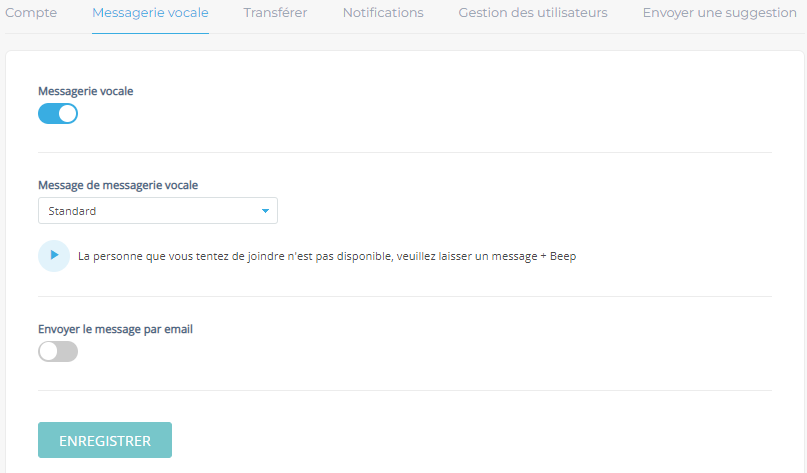 Compte Messagerie vocale Transférer Notifications Gestion des utilisateurs Envoyer une suggestion
Messagerie vocale
Message de messagerie vocale
Standard
La personne que vous tentez de joindre n'est pas disponible, veuillez laisser un message + Beep
Envoyer le message par email
ENREGISTRER